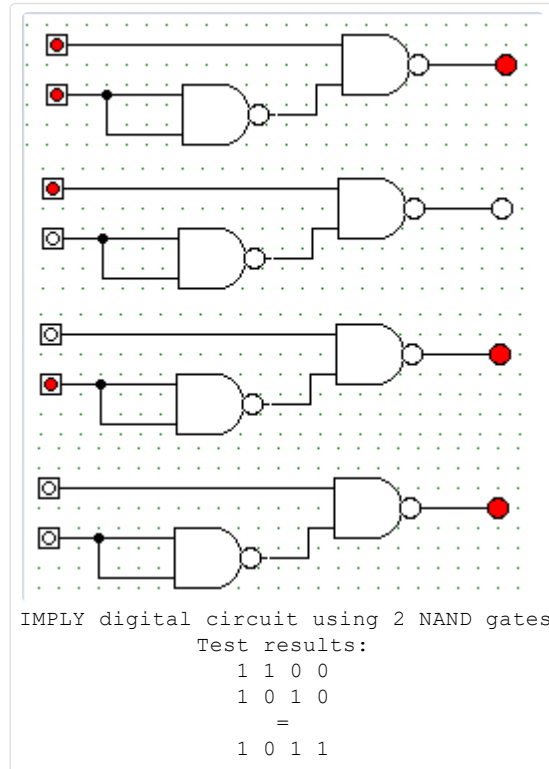 IMPLY digital circuit using 2 NAND gates
Test results:
1 1 0 0
1 0 1 0
=
1 0 1 1